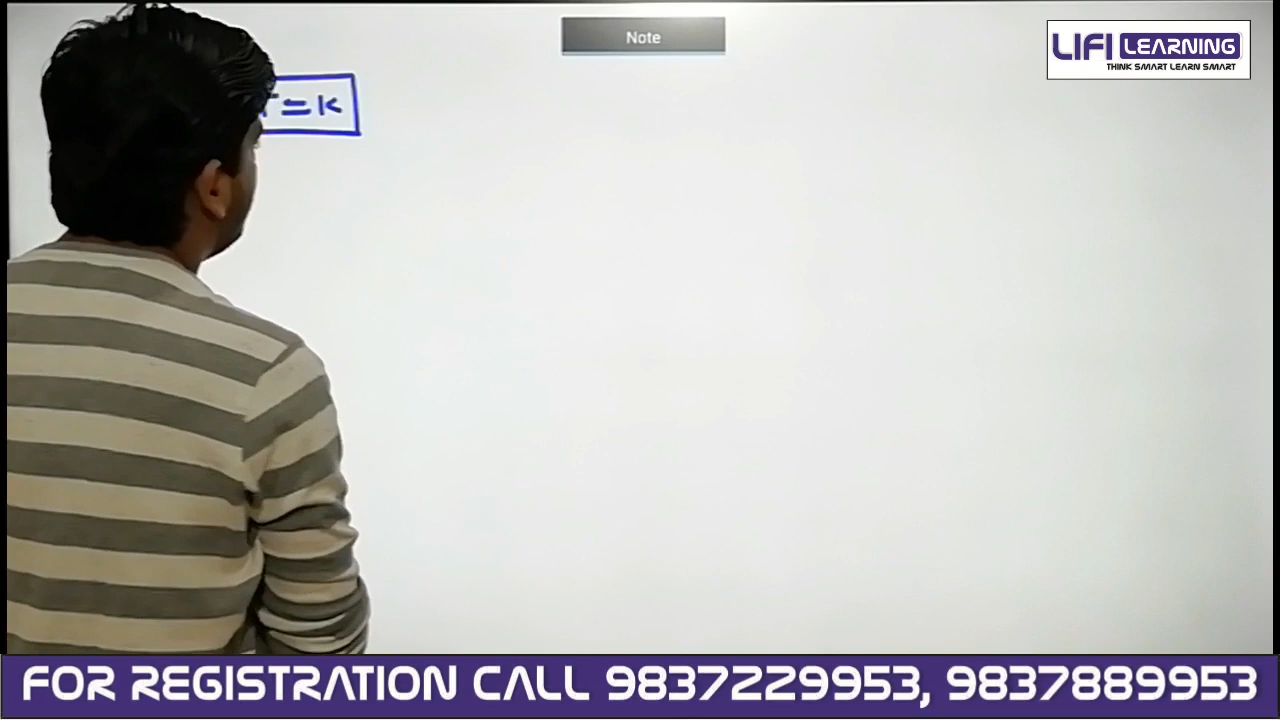 Note
LIFI LEARNING
THINK SMART LEARN SMART
= K
FOR REGISTRATION CALL 9837229953, 9837889953